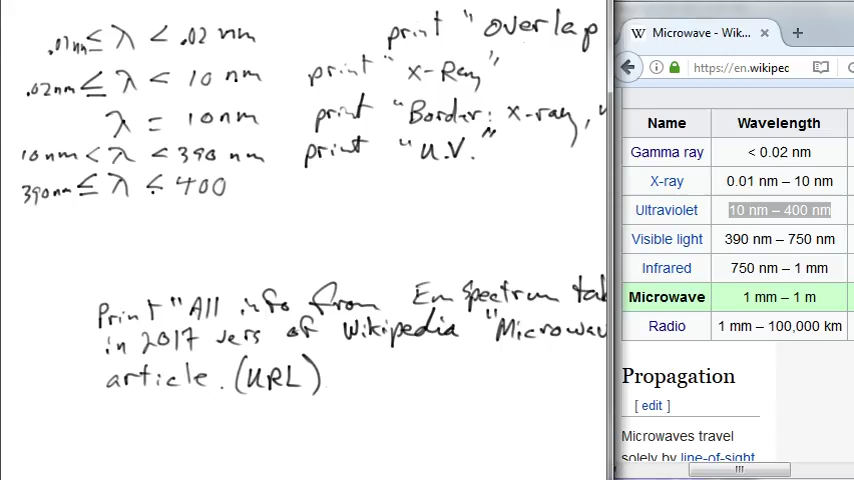 .01nm ≤ λ < .02 nm print "overlap
.02nm ≤ λ < 10 nm print "x-Ray"
λ = 10nm print "Border: x-ray,
10nm < λ < 390 nm print "U.V."
390nm ≤ λ ≤ 400
Print "All info from Em Spectrum tab
in 2017 vers of Wikipedia "Microwav
article. (URL)
W Microwave - Wik... × +
https://en.wikipec
Name Wavelength
Gamma ray < 0.02 nm
X-ray 0.01 nm – 10 nm
Ultraviolet 10 nm – 400 nm
Visible light 390 nm – 750 nm
Infrared 750 nm – 1 mm
Microwave 1 mm – 1 m
Radio 1 mm – 100,000 km
Propagation
[ edit ]
Microwaves travel
solely by line-of-sight